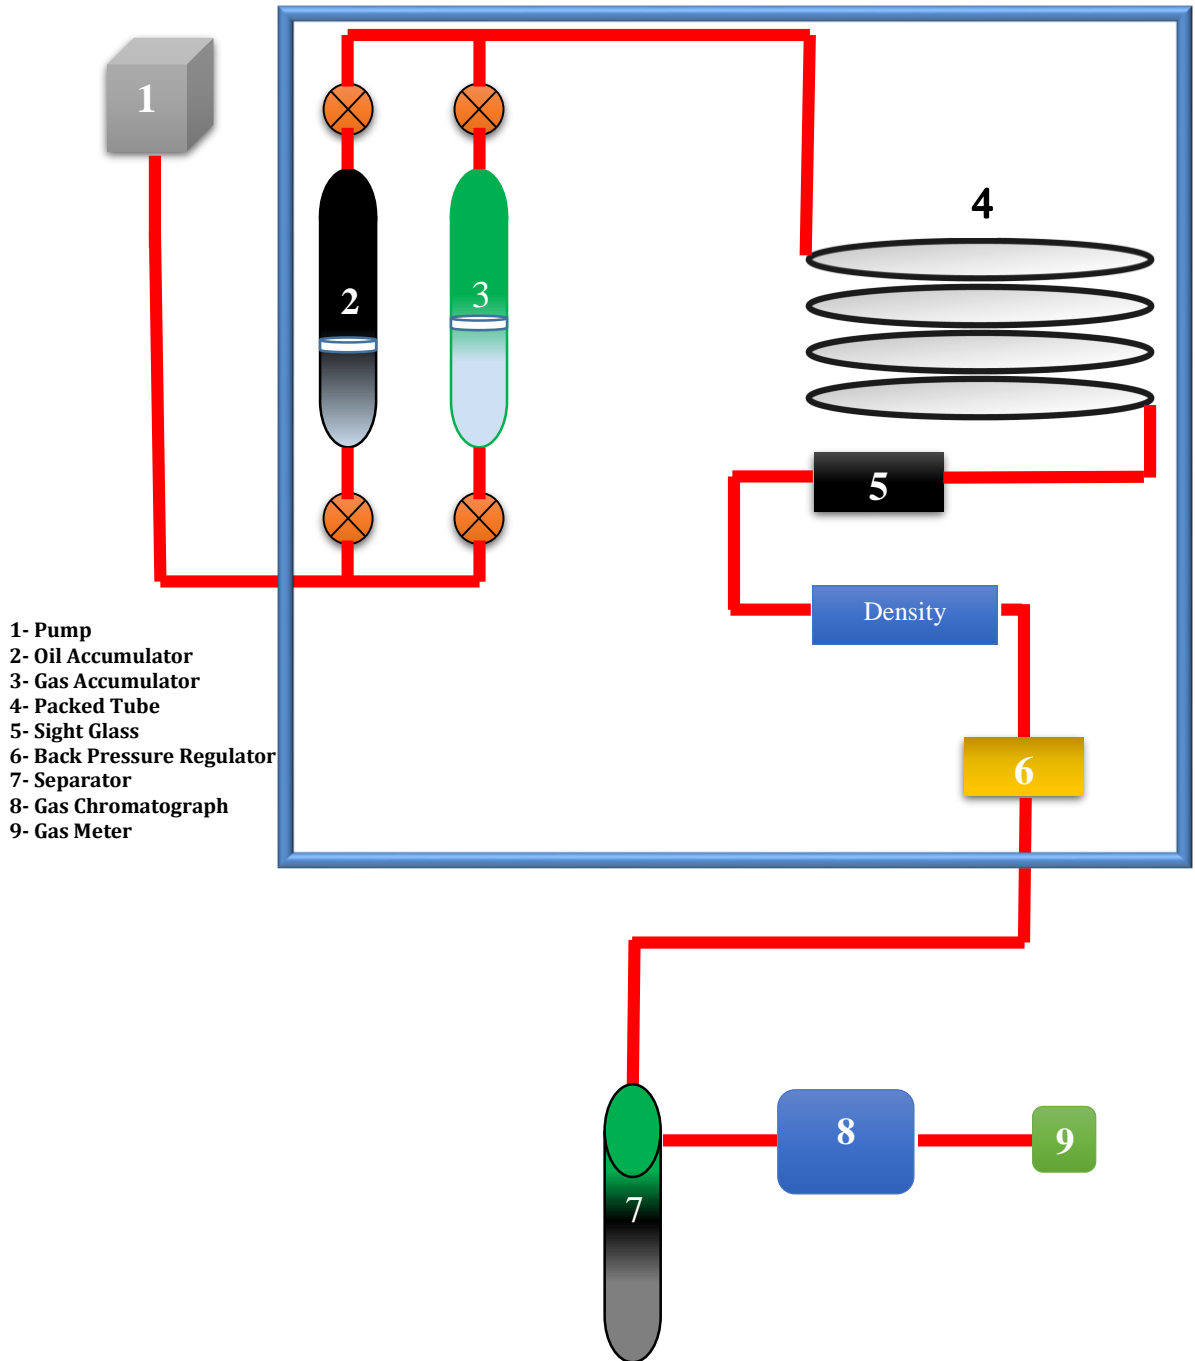 1
4
2
3
5
Density
1- Pump
2- Oil Accumulator
3- Gas Accumulator
4- Packed Tube
5- Sight Glass
6- Back Pressure Regulator
7- Separator
8- Gas Chromatograph
9- Gas Meter
6
8
9
7